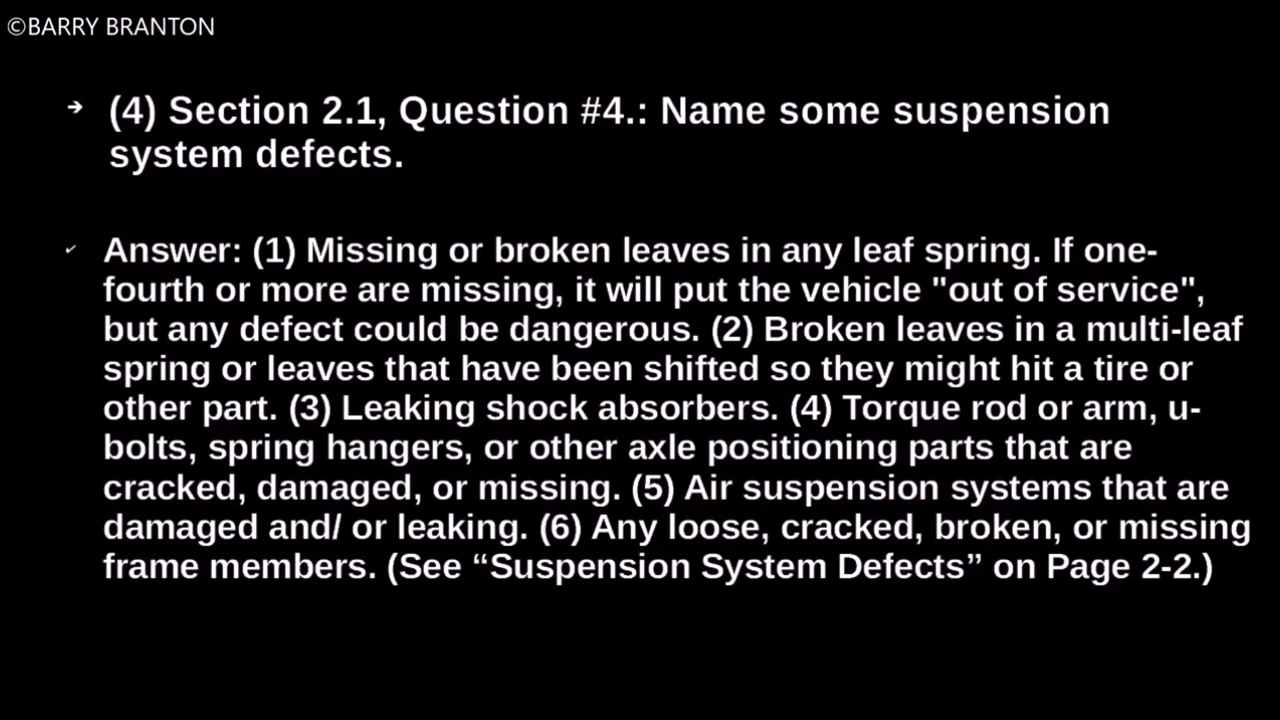 ©BARRY BRANTON
➔ (4) Section 2.1, Question #4.: Name some suspension
system defects.
✓ Answer: (1) Missing or broken leaves in any leaf spring. If one-
fourth or more are missing, it will put the vehicle "out of service",
but any defect could be dangerous. (2) Broken leaves in a multi-leaf
spring or leaves that have been shifted so they might hit a tire or
other part. (3) Leaking shock absorbers. (4) Torque rod or arm, u-
bolts, spring hangers, or other axle positioning parts that are
cracked, damaged, or missing. (5) Air suspension systems that are
damaged and/ or leaking. (6) Any loose, cracked, broken, or missing
frame members. (See “Suspension System Defects” on Page 2-2.)